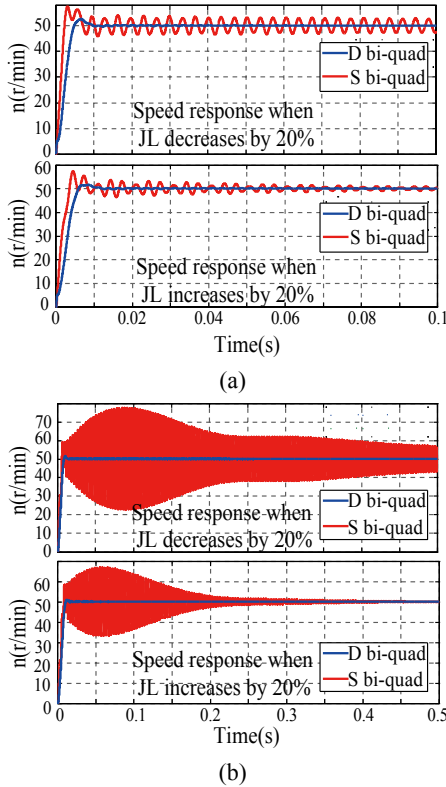 n(r/min)
50
40
30
20
10
0
D bi-quad
S bi-quad
Speed response when
JL decreases by 20%
n(r/min)
60
50
40
30
20
10
0
D bi-quad
S bi-quad
Speed response when
JL increases by 20%
0 0.02 0.04 0.06 0.08 0.1
Time(s)
(a)
n(r/min)
70
60
50
40
30
20
10
0
D bi-quad
S bi-quad
Speed response when
JL decreases by 20%
n(r/min)
70
60
50
40
30
20
10
0
D bi-quad
S bi-quad
Speed response when
JL increases by 20%
0 0.1 0.2 0.3 0.4 0.5
Time(s)
(b)